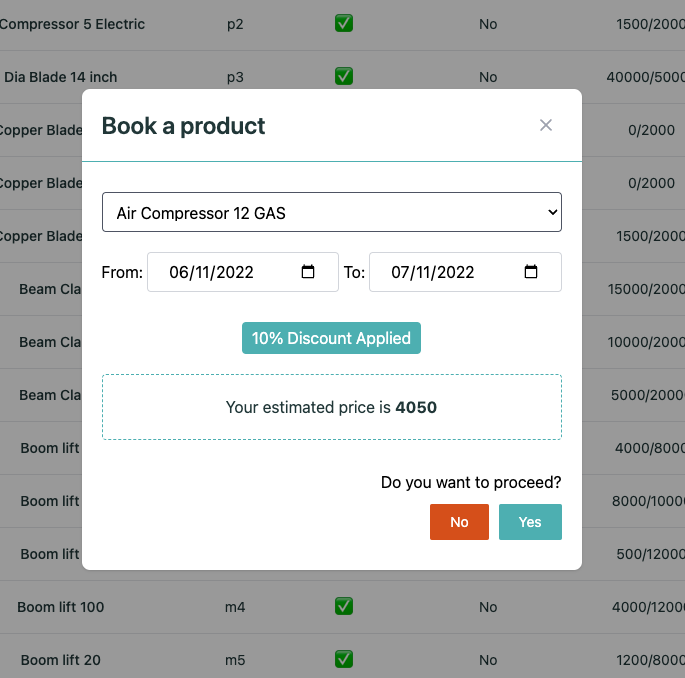 Compressor 5 Electric p2 ✅ No 1500/2000
Dia Blade 14 inch p3 ✅ No 40000/5000
Book a product
Copper Blade 0/2000
Copper Blade 0/2000
Air Compressor 12 GAS
Copper Blade 1500/2000
From: 06/11/2022 To: 07/11/2022
Beam Cla 15000/2000
10% Discount Applied
Beam Cla 10000/2000
Beam Cla 5000/2000
Your estimated price is 4050
Boom lift 4000/8000
Do you want to proceed?
Boom lift 8000/1000
No Yes
Boom lift 500/12000
Boom lift 100 m4 ✅ No 4000/1200
Boom lift 20 m5 ✅ No 1200/8000